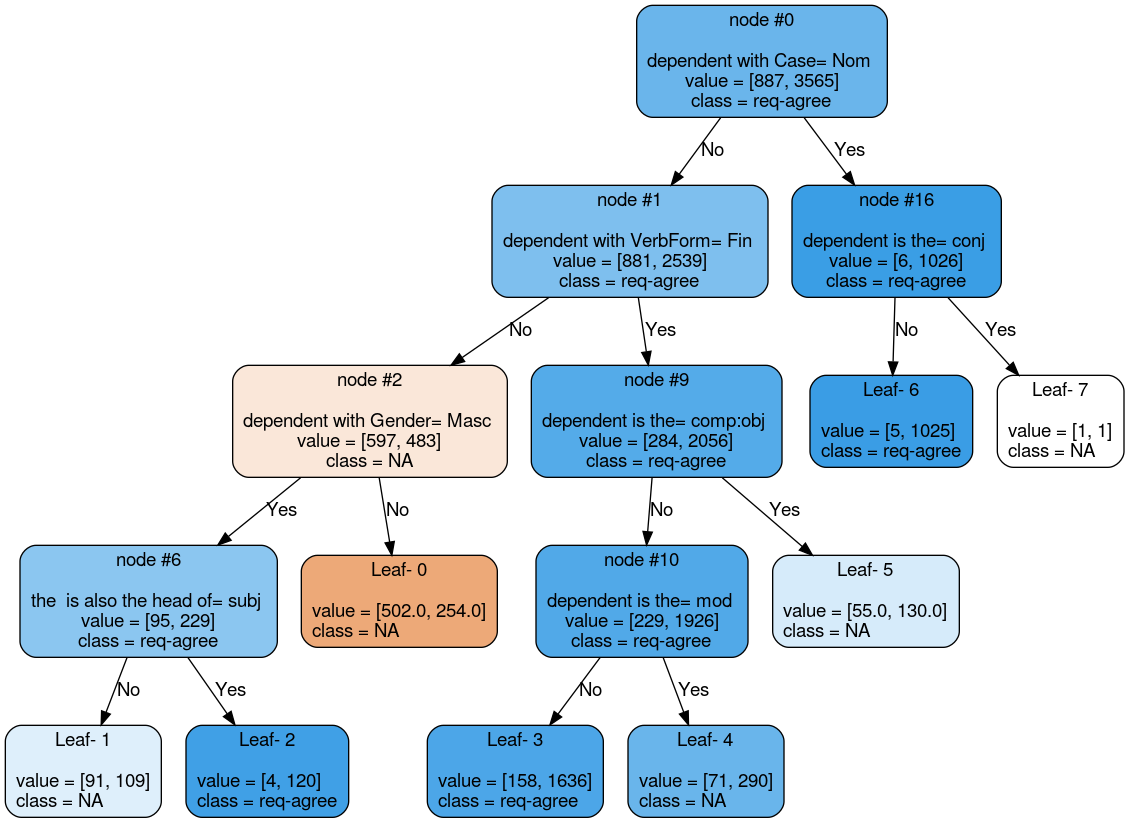 node #0
dependent with Case= Nom
value = [887, 3565]
class = req-agree
No
Yes
node #1
dependent with VerbForm= Fin
value = [881, 2539]
class = req-agree
node #16
dependent is the= conj
value = [6, 1026]
class = req-agree
No
Yes
No
Yes
node #2
dependent with Gender= Masc
value = [597, 483]
class = NA
node #9
dependent is the= comp:obj
value = [284, 2056]
class = req-agree
Leaf- 6
value = [5, 1025]
class = req-agree
Leaf- 7
value = [1, 1]
class = NA
Yes
No
No
Yes
node #6
the  is also the head of= subj
value = [95, 229]
class = req-agree
Leaf- 0
value = [502.0, 254.0]
class = NA
node #10
dependent is the= mod
value = [229, 1926]
class = req-agree
Leaf- 5
value = [55.0, 130.0]
class = NA
No
Yes
No
Yes
Leaf- 1
value = [91, 109]
class = NA
Leaf- 2
value = [4, 120]
class = req-agree
Leaf- 3
value = [158, 1636]
class = req-agree
Leaf- 4
value = [71, 290]
class = NA